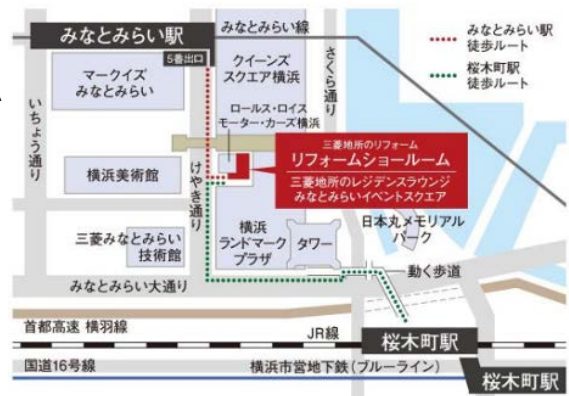 みなとみらい駅
5番出口
みなとみらい線
みなとみらい駅
徒歩ルート
桜木町駅
徒歩ルート
マークイズ
みなとみらい
クイーンズ
スクエア横浜
さくら通り
いちょう通り
ロールス・ロイス
モーター・カーズ横浜
三菱地所のリフォーム
リフォームショールーム
三菱地所のレジデンスラウンジ
みなとみらいイベントスクエア
横浜美術館
けやき通り
三菱みなとみらい
技術館
横浜
ランドマーク
プラザ
タワー
日本丸メモリアル
パーク
みなとみらい大通り
動く歩道
首都高速 横羽線
JR線
桜木町駅
国道16号線
横浜市営地下鉄(ブルーライン)
桜木町駅